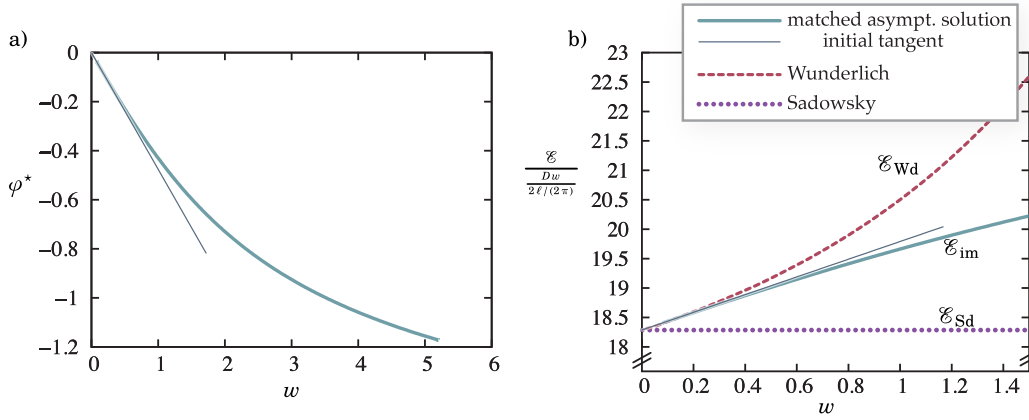 a)
0
−0.2
−0.4
−0.6
−0.8
−1
−1.2
φ*
0 1 2 3 4 5 6
w
b)
23
22.5
22
21.5
21
20.5
20
19.5
19
18.5
18
ℰ
Dw
2ℓ/(2π)
0 0.2 0.4 0.6 0.8 1 1.2 1.4
w
matched asympt. solution
initial tangent
Wunderlich
Sadowsky
ℰWd
ℰim
ℰSd